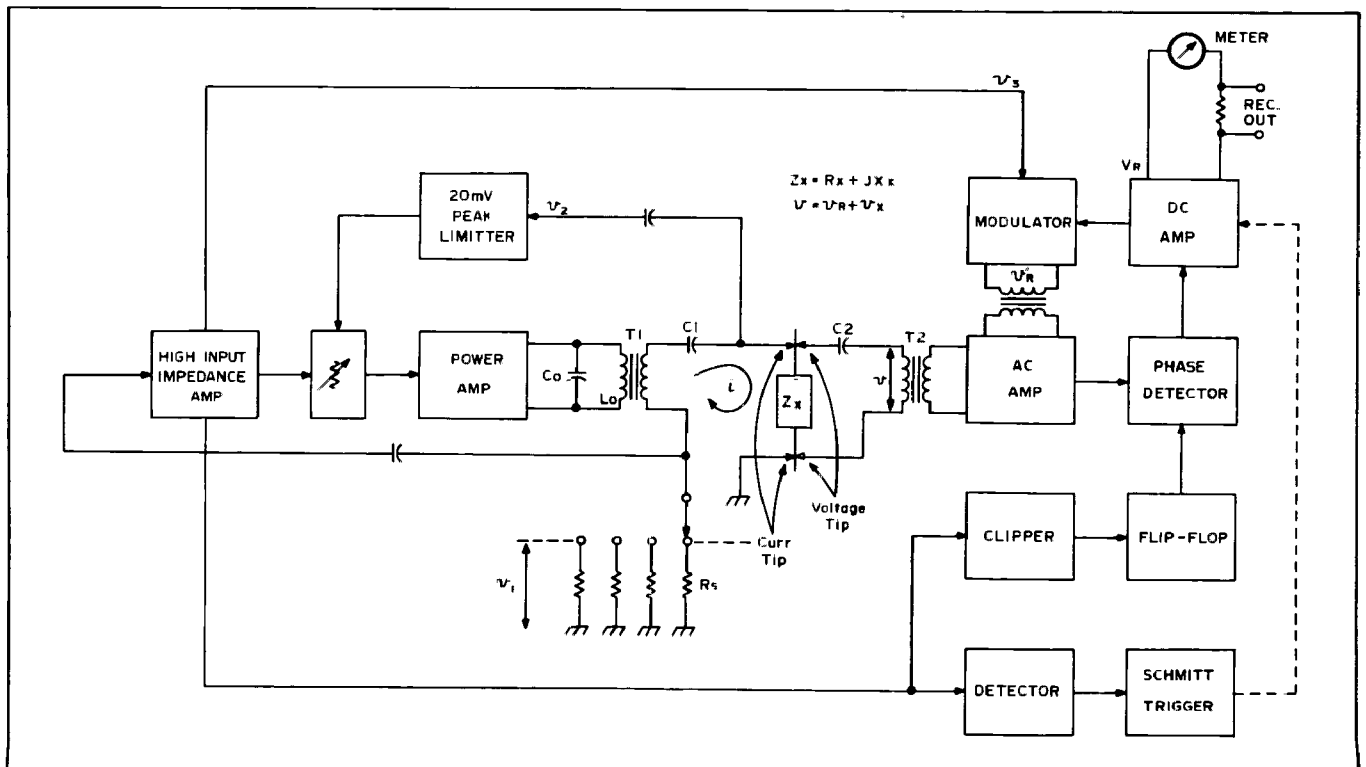 METER
v3
REC.
OUT
VR
Zx = Rx + JXx
v = vR + vx
20mV
PEAK
LIMITTER
v2
MODULATOR
DC
AMP
v"R
HIGH INPUT
IMPEDANCE
AMP
POWER
AMP
Co
Lo
T1
C1
i
Zx
C2
v
T2
AC
AMP
PHASE
DETECTOR
Voltage
Tip
Curr
Tip
v1
Rs
CLIPPER
FLIP-FLOP
DETECTOR
SCHMITT
TRIGGER